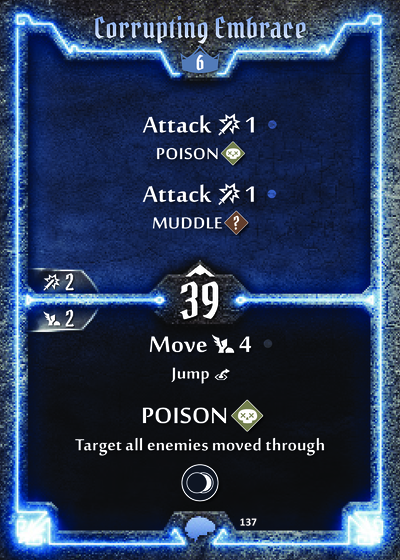 Corrupting Embrace
6
Attack 1
POISON
Attack 1
MUDDLE ?
2
39
2
Move 4
Jump
POISON
Target all enemies moved through
137